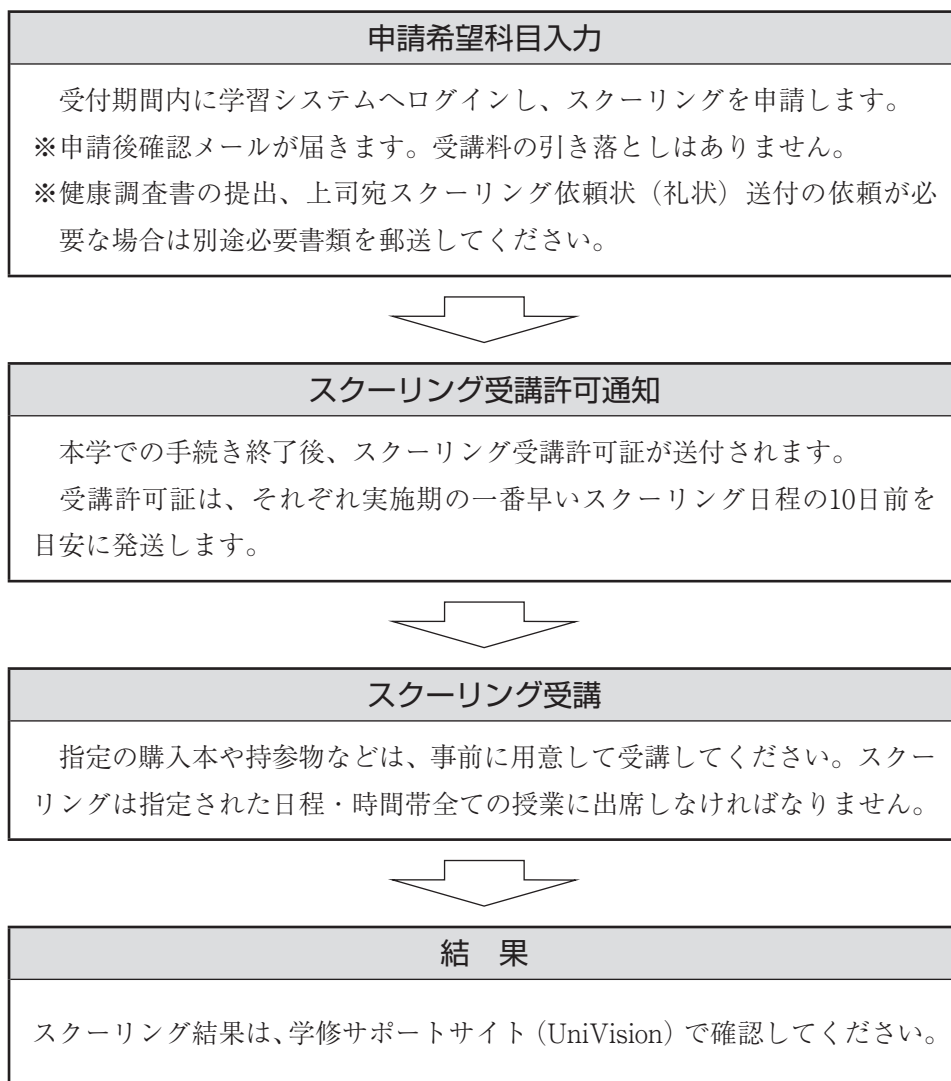 申請希望科目入力
受付期間内に学習システムへログインし、スクーリングを申請します。
※申請後確認メールが届きます。受講料の引き落としはありません。
※健康調査書の提出、上司宛スクーリング依頼状（礼状）送付の依頼が必
要な場合は別途必要書類を郵送してください。
スクーリング受講許可通知
本学での手続き終了後、スクーリング受講許可証が送付されます。
受講許可証は、それぞれ実施期の一番早いスクーリング日程の10日前を
目安に発送します。
スクーリング受講
指定の購入本や持参物などは、事前に用意して受講してください。スクー
リングは指定された日程・時間帯全ての授業に出席しなければなりません。
結　果
スクーリング結果は、学修サポートサイト（UniVision）で確認してください。